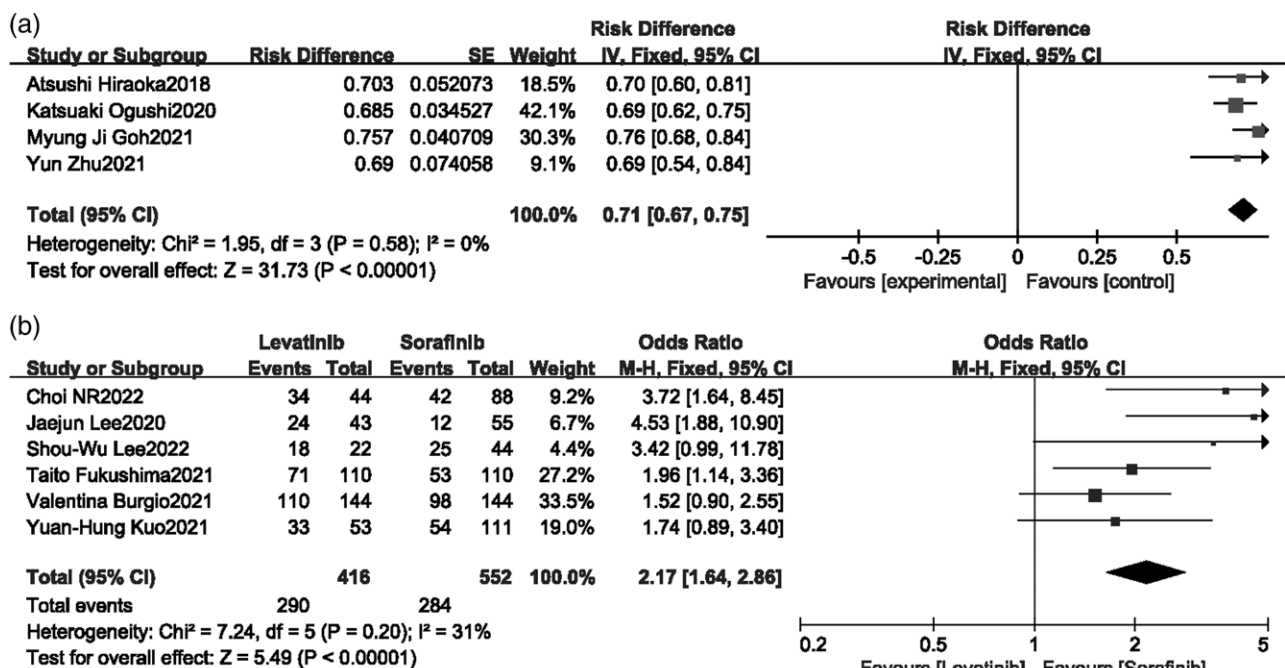 (a)
Risk Difference Risk Difference
Study or Subgroup Risk Difference SE Weight IV, Fixed, 95% CI IV, Fixed, 95% CI
Atsushi Hiraoka2018 0.703 0.052073 18.5% 0.70 [0.60, 0.81]
Katsuaki Ogushi2020 0.685 0.034527 42.1% 0.69 [0.62, 0.75]
Myung Ji Goh2021 0.757 0.040709 30.3% 0.76 [0.68, 0.84]
Yun Zhu2021 0.69 0.074058 9.1% 0.69 [0.54, 0.84]
Total (95% CI) 100.0% 0.71 [0.67, 0.75]
Heterogeneity: Chi² = 1.95, df = 3 (P = 0.58); I² = 0%
Test for overall effect: Z = 31.73 (P < 0.00001)
-0.5 -0.25 0 0.25 0.5
Favours [experimental] Favours [control]
(b)
Levatinib Sorafinib Odds Ratio Odds Ratio
Study or Subgroup Events Total Events Total Weight M-H, Fixed, 95% CI M-H, Fixed, 95% CI
Choi NR2022 34 44 42 88 9.2% 3.72 [1.64, 8.45]
Jaejun Lee2020 24 43 12 55 6.7% 4.53 [1.88, 10.90]
Shou-Wu Lee2022 18 22 25 44 4.4% 3.42 [0.99, 11.78]
Taito Fukushima2021 71 110 53 110 27.2% 1.96 [1.14, 3.36]
Valentina Burgio2021 110 144 98 144 33.5% 1.52 [0.90, 2.55]
Yuan-Hung Kuo2021 33 53 54 111 19.0% 1.74 [0.89, 3.40]
Total (95% CI) 416 552 100.0% 2.17 [1.64, 2.86]
Total events 290 284
Heterogeneity: Chi² = 7.24, df = 5 (P = 0.20); I² = 31%
Test for overall effect: Z = 5.49 (P < 0.00001)
0.2 0.5 1 2 5
Favours [Levatinib] Favours [Sorafinib]